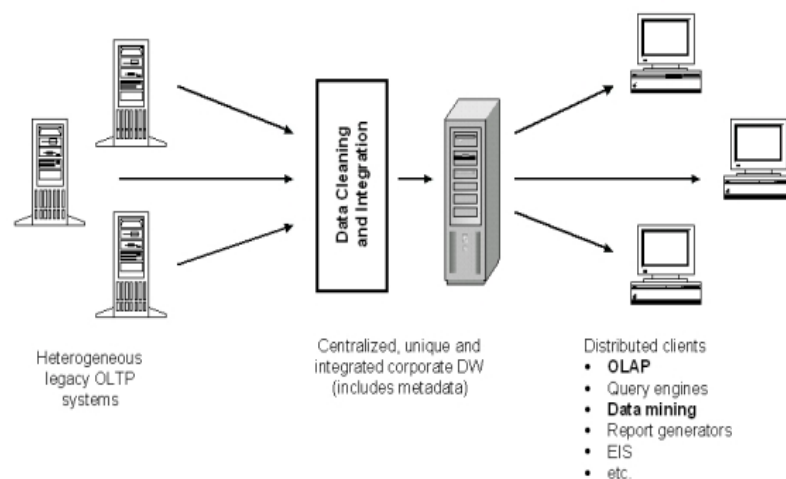 Data Cleaning
and Integration
Heterogeneous
legacy OLTP
systems
Centralized, unique and
integrated corporate DW
(includes metadata)
Distributed clients
• OLAP
• Query engines
• Data mining
• Report generators
• EIS
• etc.